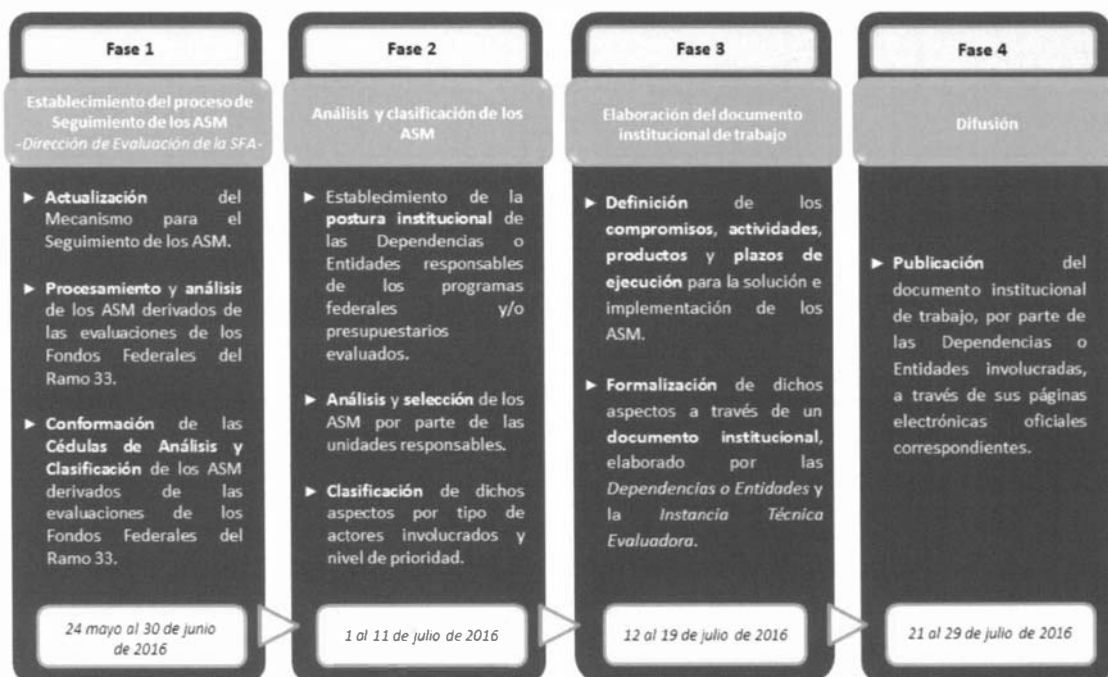 Fase 1
Establecimiento del proceso de
Seguimiento de los ASM
-Dirección de Evaluación de la SFA-
► Actualización del
Mecanismo para el
Seguimiento de los ASM.
► Procesamiento y análisis
de los ASM derivados de
las evaluaciones de los
Fondos Federales del
Ramo 33.
► Conformación de las
Cédulas de Análisis y
Clasificación de los ASM
derivados de las
evaluaciones de los
Fondos Federales del
Ramo 33.
24 mayo al 30 de junio
de 2016
Fase 2
Análisis y clasificación de los
ASM
► Establecimiento de la
postura institucional de
las Dependencias o
Entidades responsables
de los programas
federales y/o
presupuestarios
evaluados.
► Análisis y selección de los
ASM por parte de las
unidades responsables.
► Clasificación de dichos
aspectos por tipo de
actores involucrados y
nivel de prioridad.
1 al 11 de julio de 2016
Fase 3
Elaboración del documento
institucional de trabajo
► Definición de los
compromisos, actividades,
productos y plazos de
ejecución para la solución e
implementación de los
ASM.
► Formalización de dichos
aspectos a través de un
documento institucional,
elaborado por las
Dependencias o Entidades y
la Instancia Técnica
Evaluadora.
12 al 19 de julio de 2016
Fase 4
Difusión
► Publicación del
documento institucional
de trabajo, por parte de
las Dependencias o
Entidades involucradas,
a través de sus páginas
electrónicas oficiales
correspondientes.
21 al 29 de julio de 2016